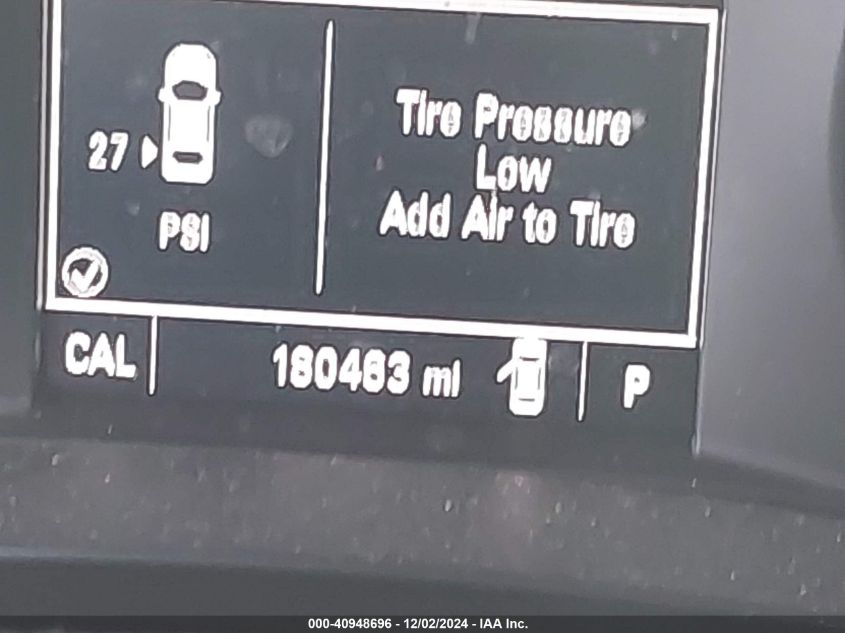 27
PSI
Tire Pressure
Low
Add Air to Tire
CAL
180463 mi
P
000-40948696 - 12/02/2024 - IAA Inc.